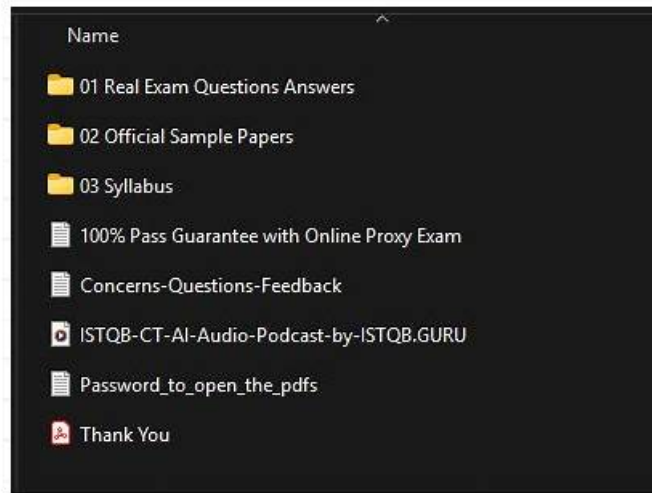 Name
01 Real Exam Questions Answers
02 Official Sample Papers
03 Syllabus
100% Pass Guarantee with Online Proxy Exam
Concerns-Questions-Feedback
ISTQB-CT-AI-Audio-Podcast-by-ISTQB.GURU
Password_to_open_the_pdfs
Thank You